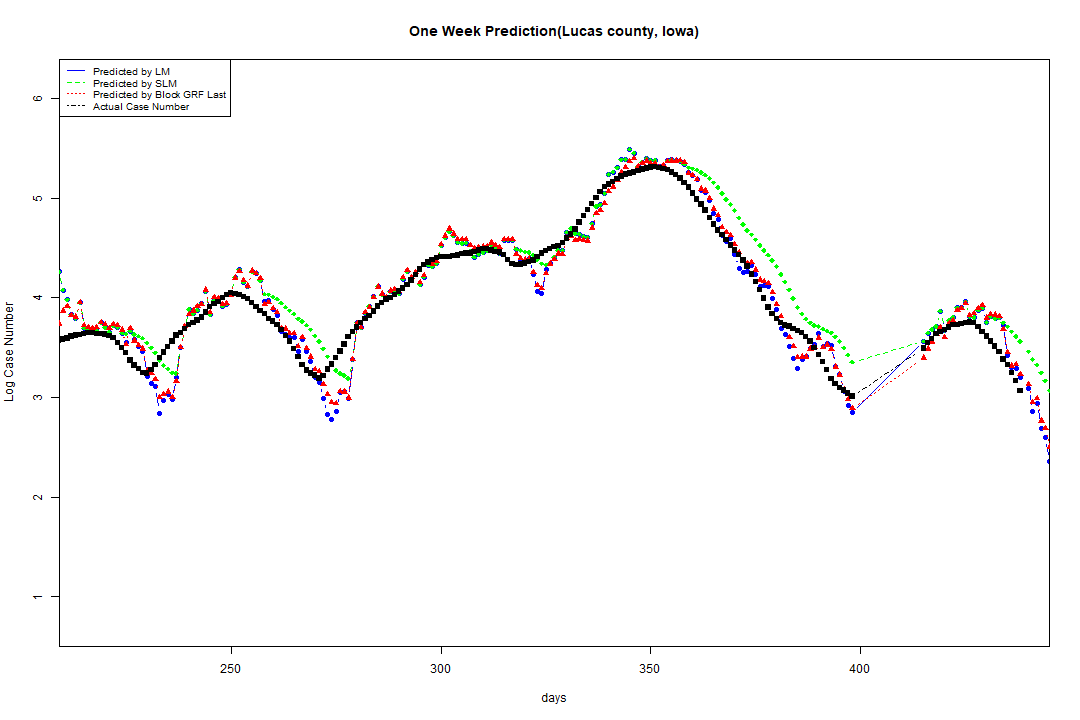 One Week Prediction(Lucas county, Iowa)
Predicted by LM
Predicted by SLM
Predicted by Block GRF Last
Actual Case Number
6
5
4
3
2
1
Log Case Number
250 300 350 400
days